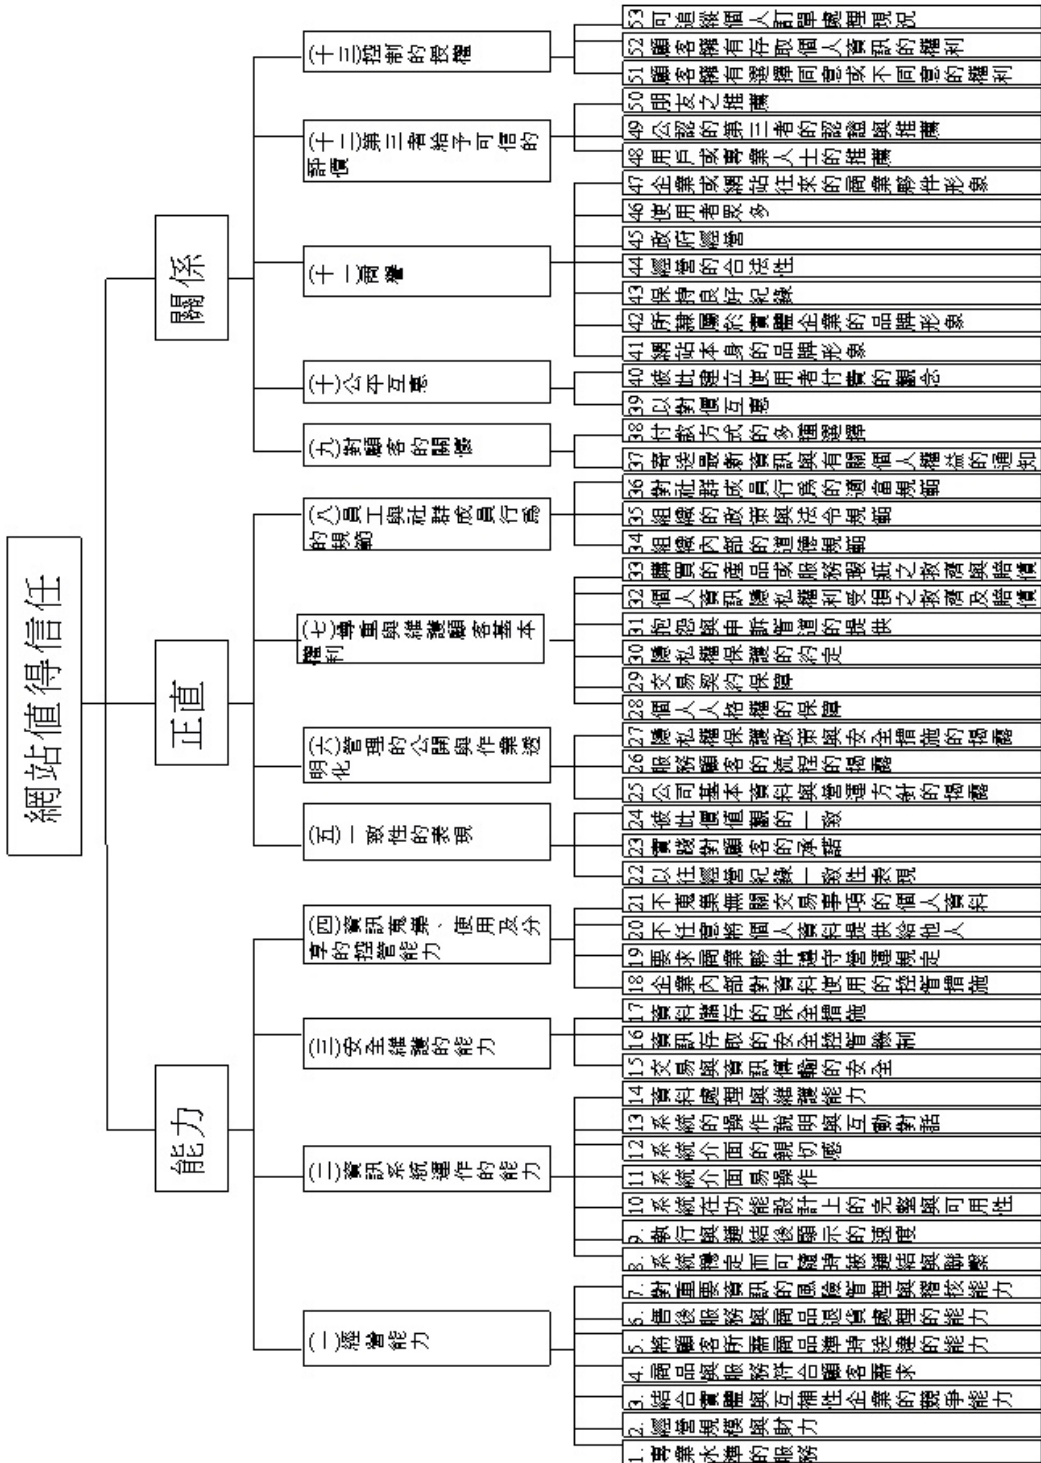 網站值得信任
能力
正直
關係
(一)經營能力
(二)資訊系統運作的能力
(三)安全維護的能力
(四)資訊蒐集、使用及分
享的控管能力
(五)一致性的表現
(六)管理的公開與作業透
明化
(七)尊重與維護顧客基本
權利
(八)員工與社群成員行為
的規範
(九)對顧客的關懷
(十)公平互惠
(十一)商譽
(十二)第三者給予可信的
評價
(十三)控制的授權
1. 專業水準的服務
2. 經營規模與財力
3. 結合實體與互補性企業的競爭能力
4. 商品與服務符合顧客需求
5. 將顧客所需商品準時送達的能力
6. 售後服務與商品退貨處理的能力
7. 對重要資訊的風險管理與稽核能力
8. 系統穩定而可隨時接連結與聯繫
9. 執行與連結後顯示的速度
10 系統在功能設計上的完整與可用性
11 系統介面易操作
12 系統介面的親切感
13 系統的操作說明與互動對話
14 資料處理與維護能力
15 交易與資訊傳輸的安全
16 資訊存取的安全控管機制
17 資料儲存的保全措施
18 企業內部對資料使用的控管措施
19 要求商業夥伴遵守營運規定
20 不任意將個人資料提供給他人
21 不蒐集無關交易事項的個人資料
22 以往經營紀錄一致性表現
23 實踐對顧客的承諾
24 彼此價值觀的一致
25 公司基本資料與營運方針的揭露
26 服務顧客的流程的揭露
27 隱私權保護政策與安全措施的揭露
28 個人人格權的保障
29 交易契約保障
30 隱私權保護的約定
31 抱怨與申訴管道的提供
32 個人資訊隱私權利受損之救濟及賠償
33 購買的產品或服務瑕疵之救濟與賠償
34 組織內部的道德規範
35 組織的政策與法令規範
36 對社群成員行為的適當規範
37 寄送最新資訊與有關個人權益的通知
38 付款方式的多種選擇
39 以對價互惠
40 彼此建立使用者付費的觀念
41 網站本身的品牌形象
42 所隸屬於實體企業的品牌形象
43 保持良好紀錄
44 經營的合法性
45 政府經營
46 使用者眾多
47 企業或網站往來的商業夥伴形象
48 用戶或專業人士的推薦
49 公認的第三者的認證與推薦
50 朋友之推薦
51 顧客擁有選擇同意或不同意的權利
52 顧客擁有存取個人資訊的權利
53 可追蹤個人訂單處理現況